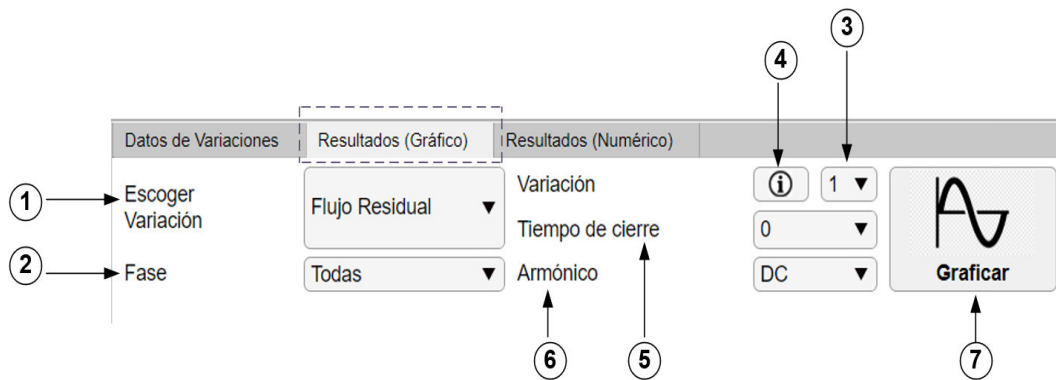 3
4
Datos de Variaciones
Resultados (Gráfico)
Resultados (Numérico)
1
Escoger
Variación
Flujo Residual
Variación
1
Tiempo de cierre
0
2
Fase
Todas
Armónico
DC
Graficar
6
5
7